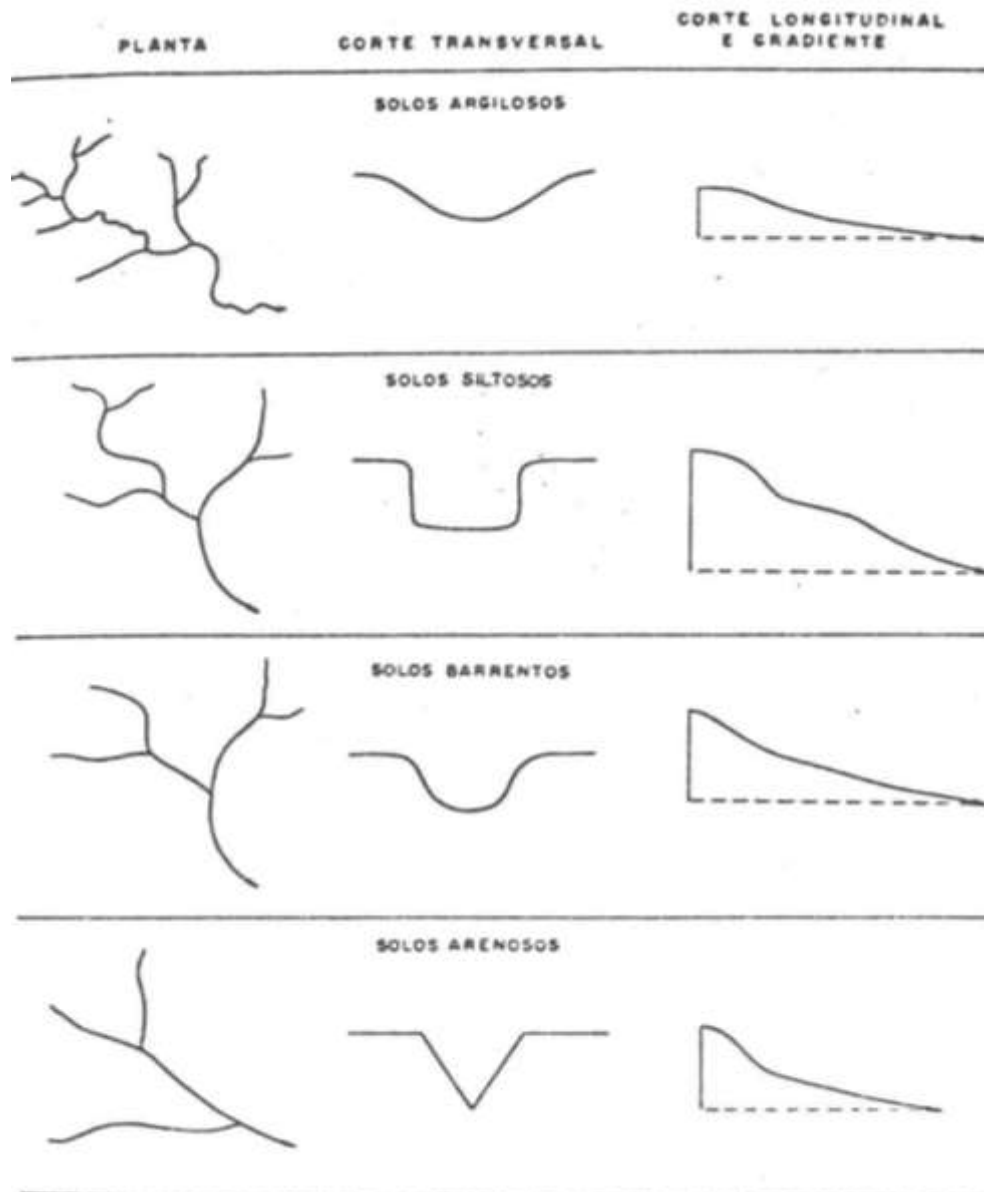 PLANTA
CORTE TRANSVERSAL
CORTE LONGITUDINAL
E GRADIENTE
SOLOS ARGILOSOS
SOLOS SILTOSOS
SOLOS BARRENTOS
SOLOS ARENOSOS